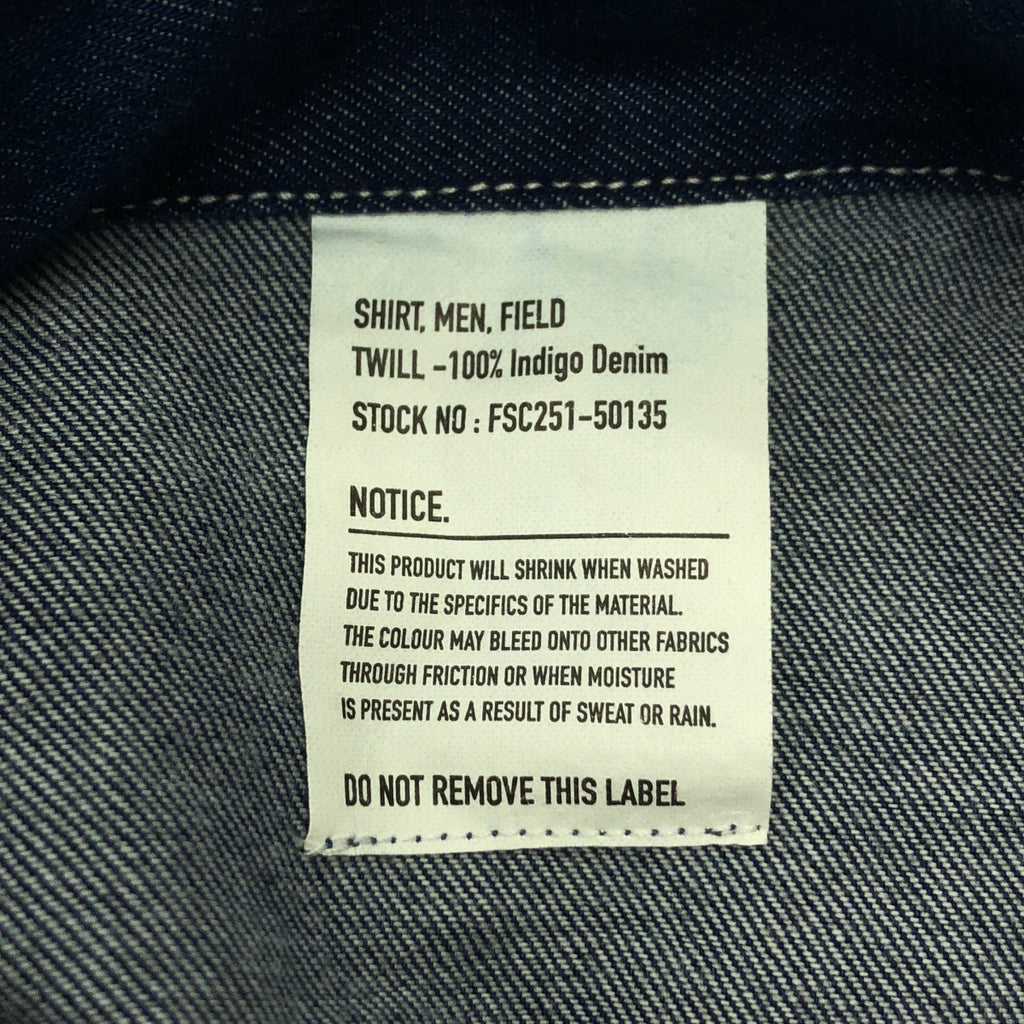 SHIRT, MEN, FIELD
TWILL -100% Indigo Denim
STOCK NO : FSC251-50135
NOTICE.
THIS PRODUCT WILL SHRINK WHEN WASHED
DUE TO THE SPECIFICS OF THE MATERIAL.
THE COLOUR MAY BLEED ONTO OTHER FABRICS
THROUGH FRICTION OR WHEN MOISTURE
IS PRESENT AS A RESULT OF SWEAT OR RAIN.
DO NOT REMOVE THIS LABEL